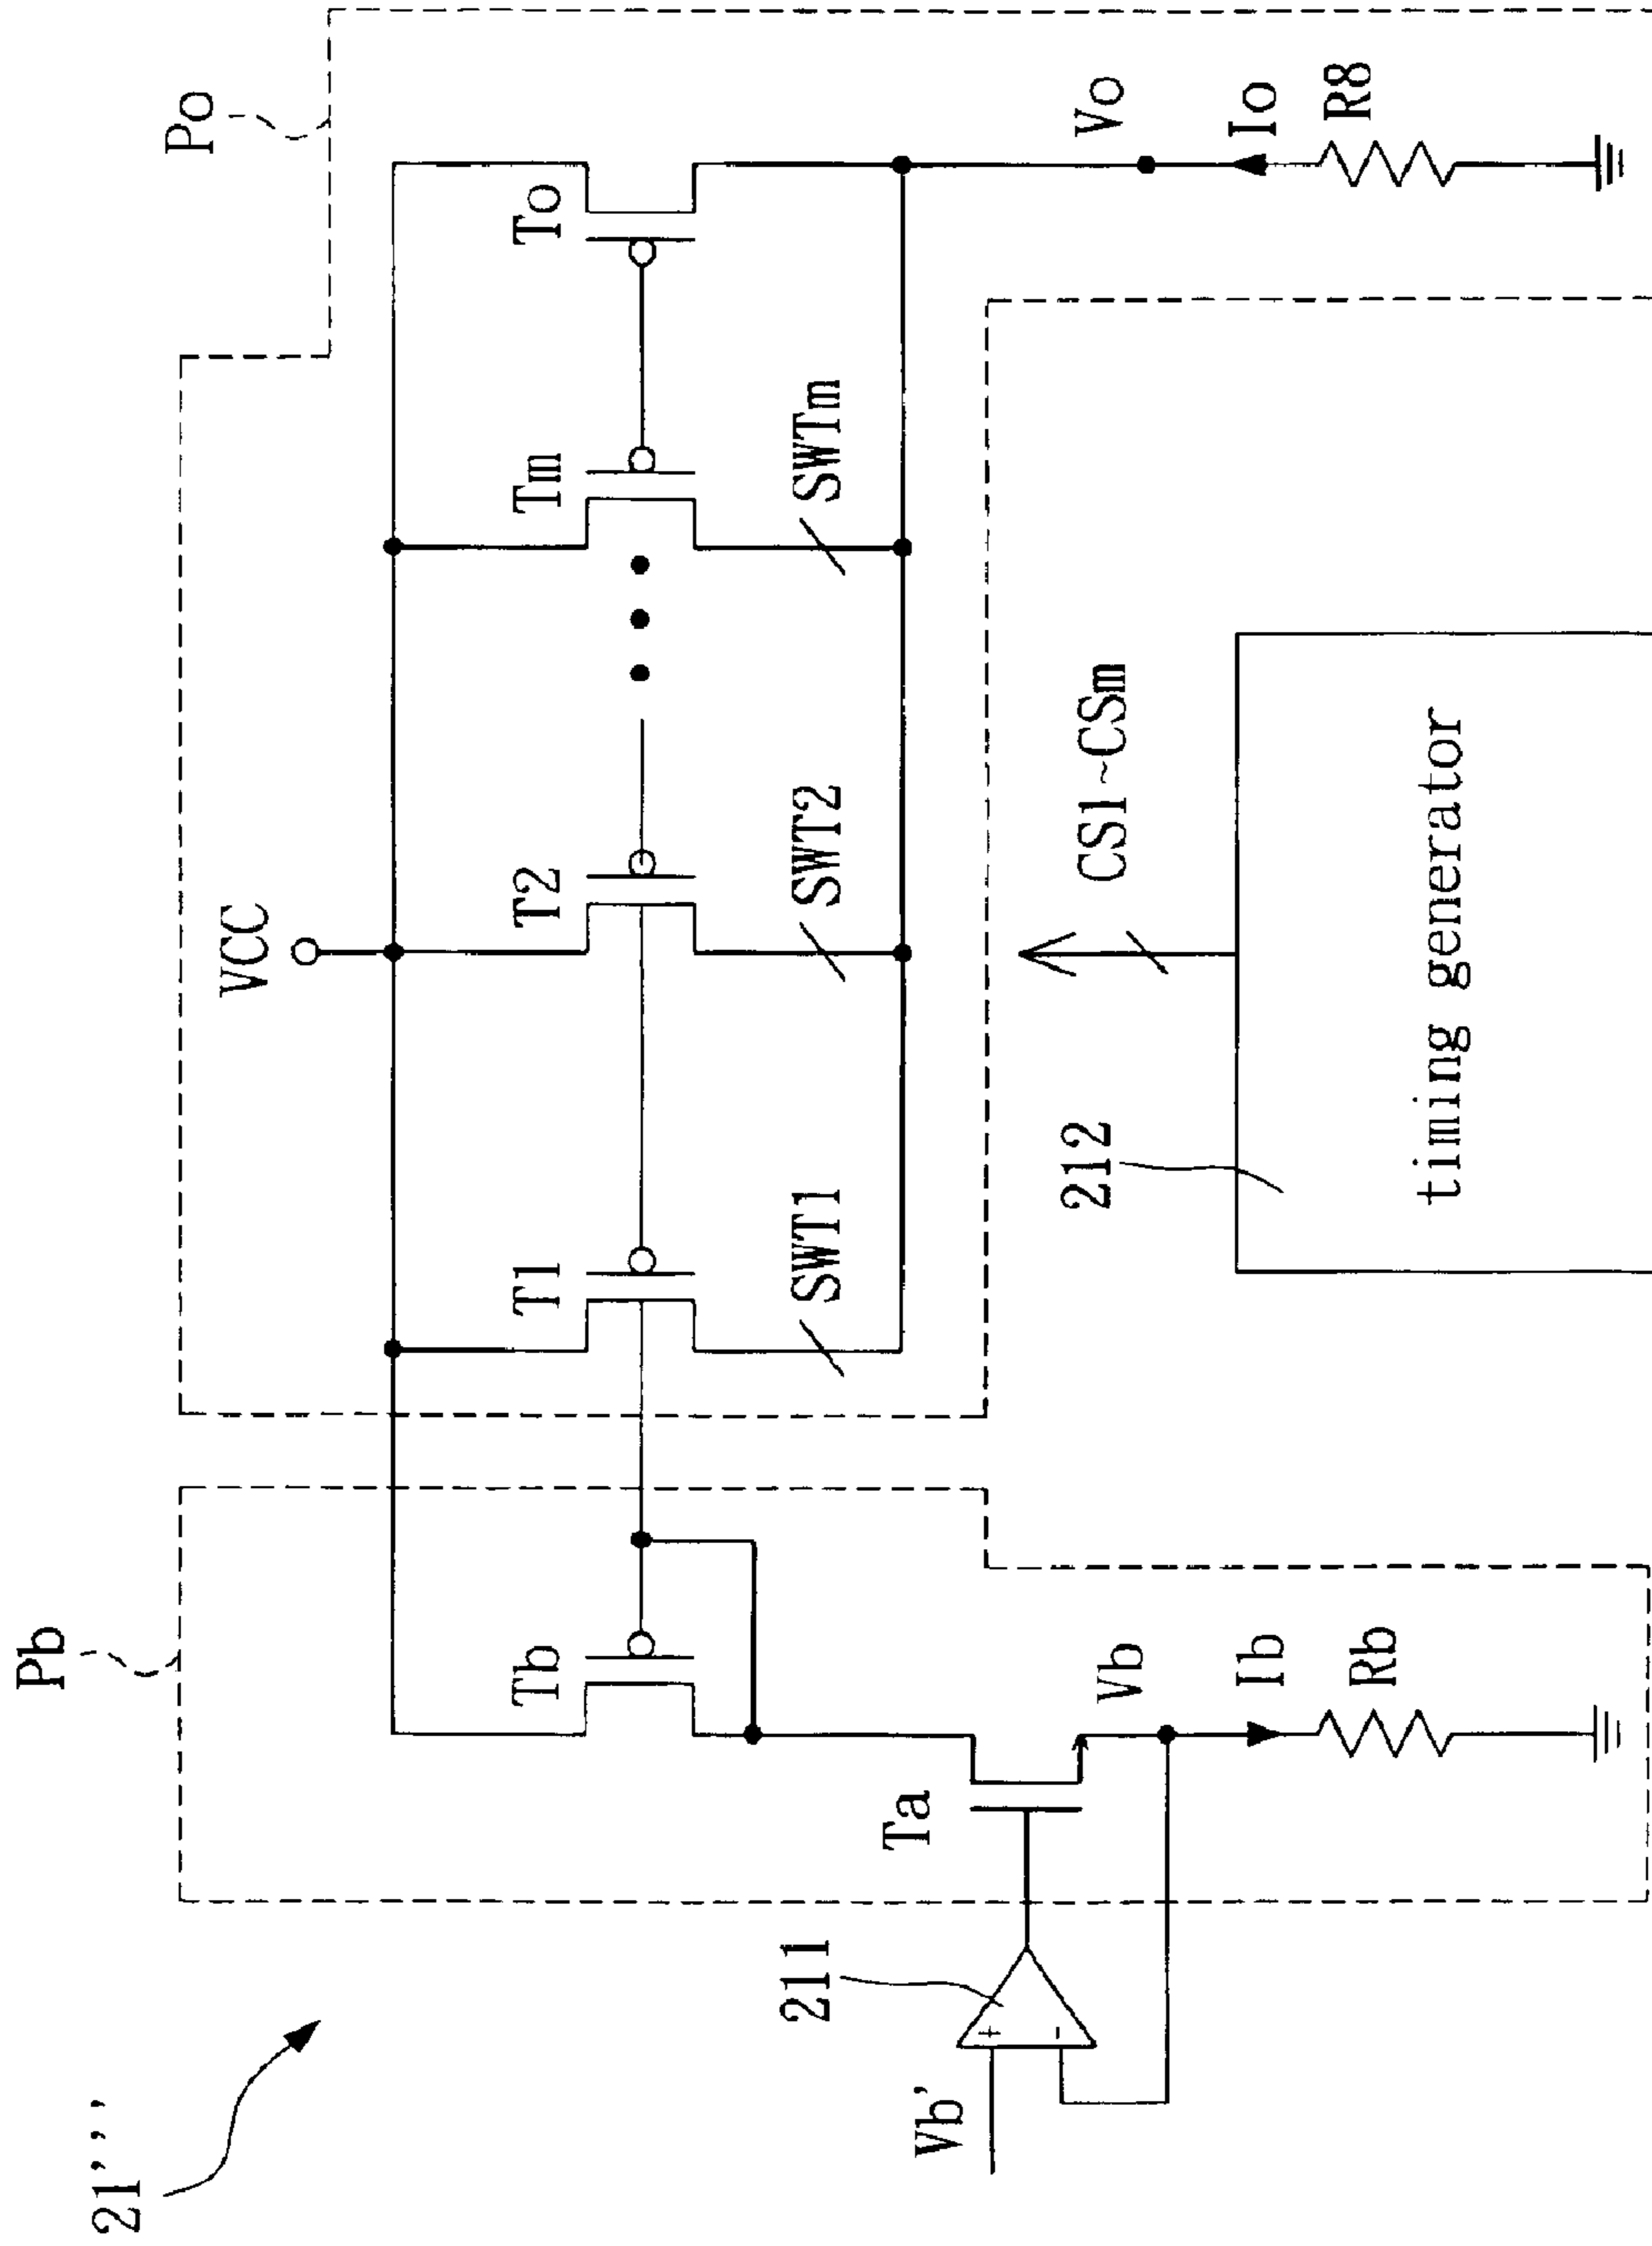 21'''
Pb
Po
VCC
Tb
T1
T2
Tm
To
SWT1
SWT2
SWTm
211
Ta
Vb'
+
-
Vb
Ib
Rb
212
CS1~CSm
timing generator
Vo
Io
R8